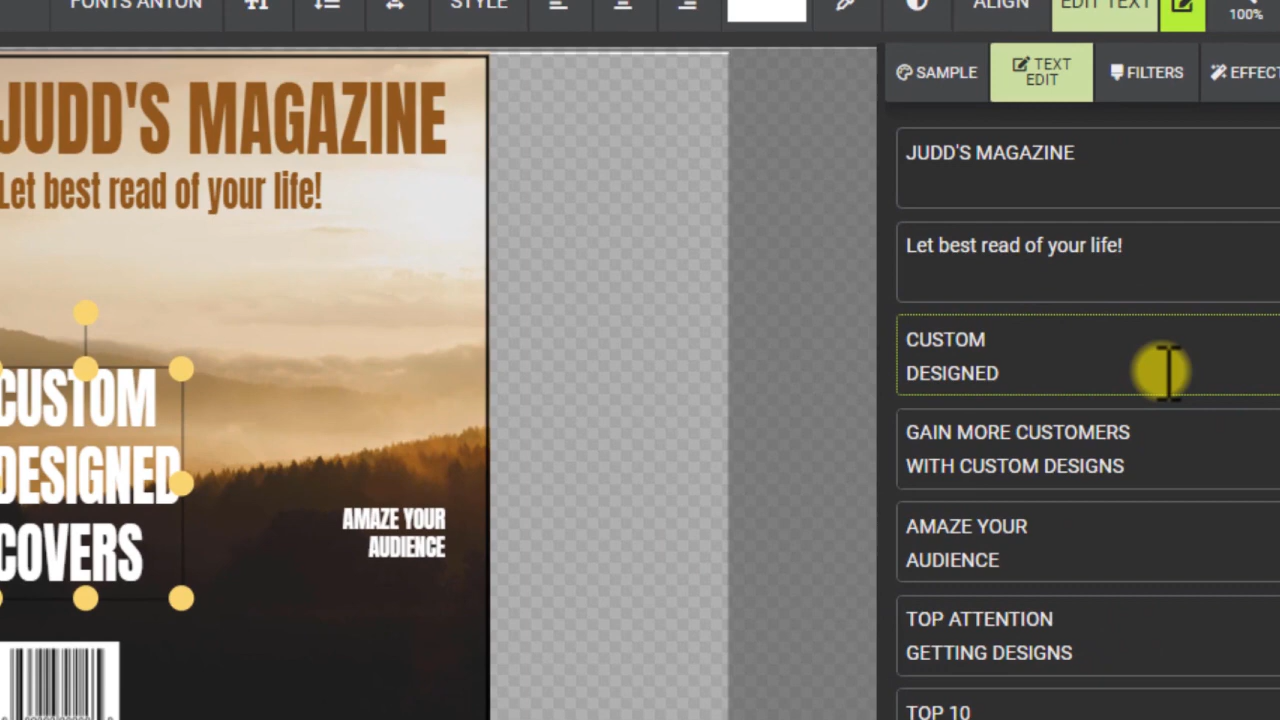 FONTS ANTON
STYLE
ALIGN
EDIT TEXT
100%
SAMPLE
TEXT
EDIT
FILTERS
EFFECT
JUDD'S MAGAZINE
Let best read of your life!
CUSTOM
DESIGNED
COVERS
AMAZE YOUR
AUDIENCE
JUDD'S MAGAZINE
Let best read of your life!
CUSTOM
DESIGNED
GAIN MORE CUSTOMERS
WITH CUSTOM DESIGNS
AMAZE YOUR
AUDIENCE
TOP ATTENTION
GETTING DESIGNS
TOP 10